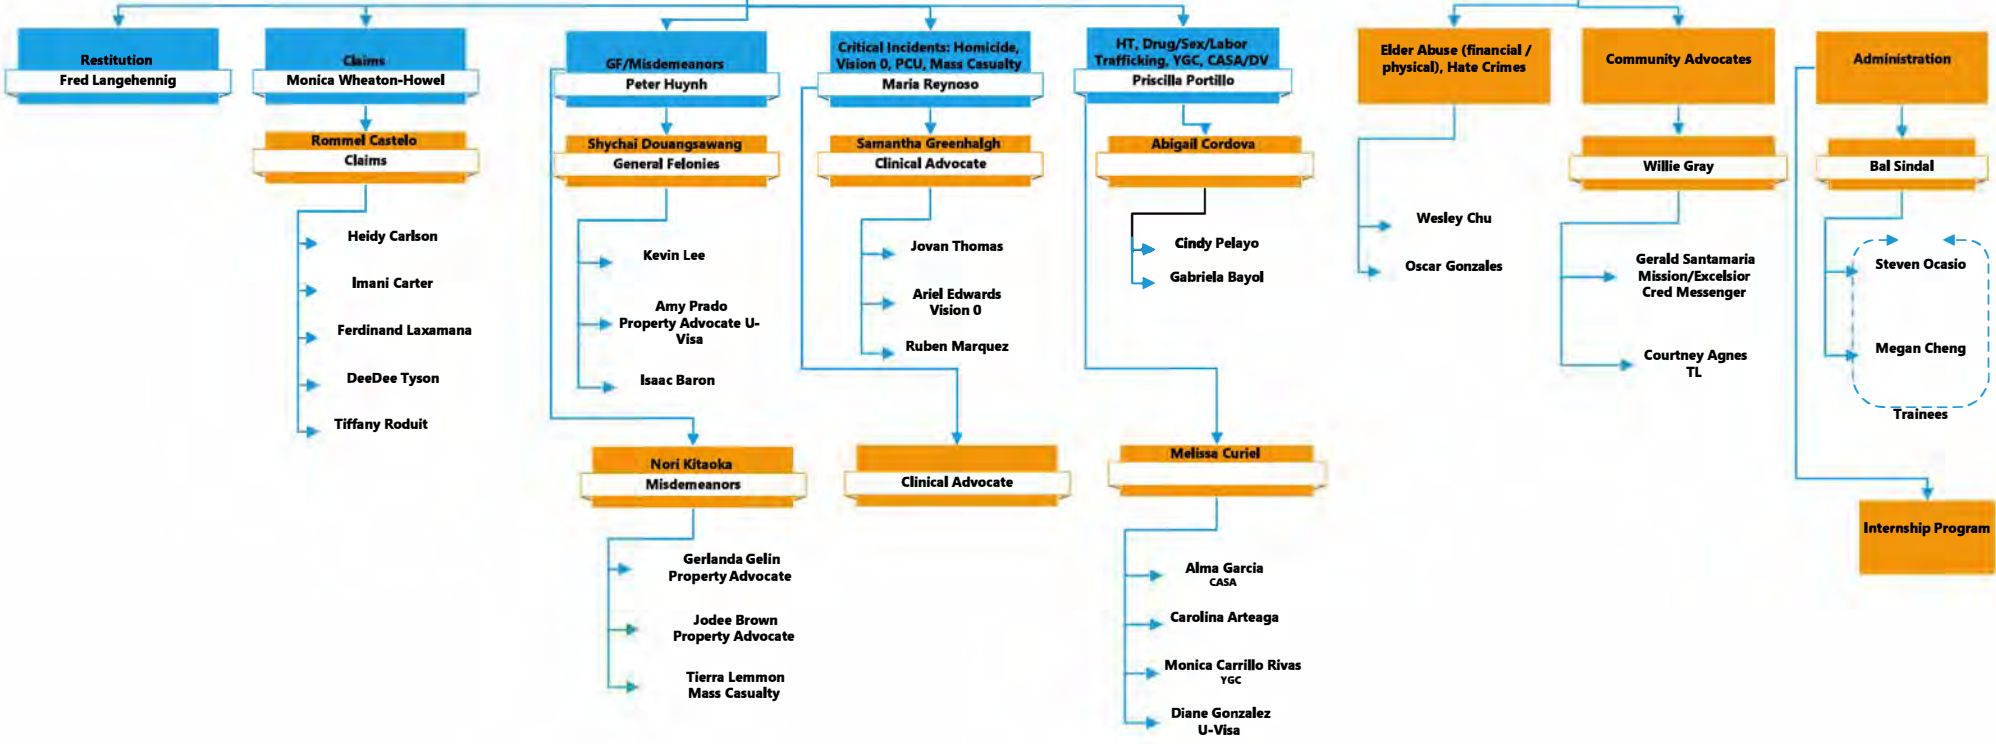 Restitution
Fred Langehennig
Claims
Monica Wheaton-Howel
Rommel Castelo
Claims
Heidy Carlson
Imani Carter
Ferdinand Laxamana
DeeDee Tyson
Tiffany Roduit
GF/Misdemeanors
Peter Huynh
Shychai Douangsawang
General Felonies
Kevin Lee
Amy Prado
Property Advocate U-
Visa
Isaac Baron
Nori Kitaoka
Misdemeanors
Gerlanda Gelin
Property Advocate
Jodee Brown
Property Advocate
Tierra Lemmon
Mass Casualty
Critical Incidents: Homicide,
Vision 0, PCU, Mass Casualty
Maria Reynoso
Samantha Greenhalgh
Clinical Advocate
Jovan Thomas
Ariel Edwards
Vision 0
Ruben Marquez
Clinical Advocate
HT, Drug/Sex/Labor
Trafficking, YGC, CASA/DV
Priscilla Portillo
Abigail Cordova
Cindy Pelayo
Gabriela Bayol
Melissa Curiel
Alma Garcia
CASA
Carolina Arteaga
Monica Carrillo Rivas
YGC
Diane Gonzalez
U-Visa
Elder Abuse (financial /
physical), Hate Crimes
Wesley Chu
Oscar Gonzales
Community Advocates
Willie Gray
Gerald Santamaria
Mission/Excelsior
Cred Messenger
Courtney Agnes
TL
Administration
Bal Sindal
Steven Ocasio
Megan Cheng
Trainees
Internship Program